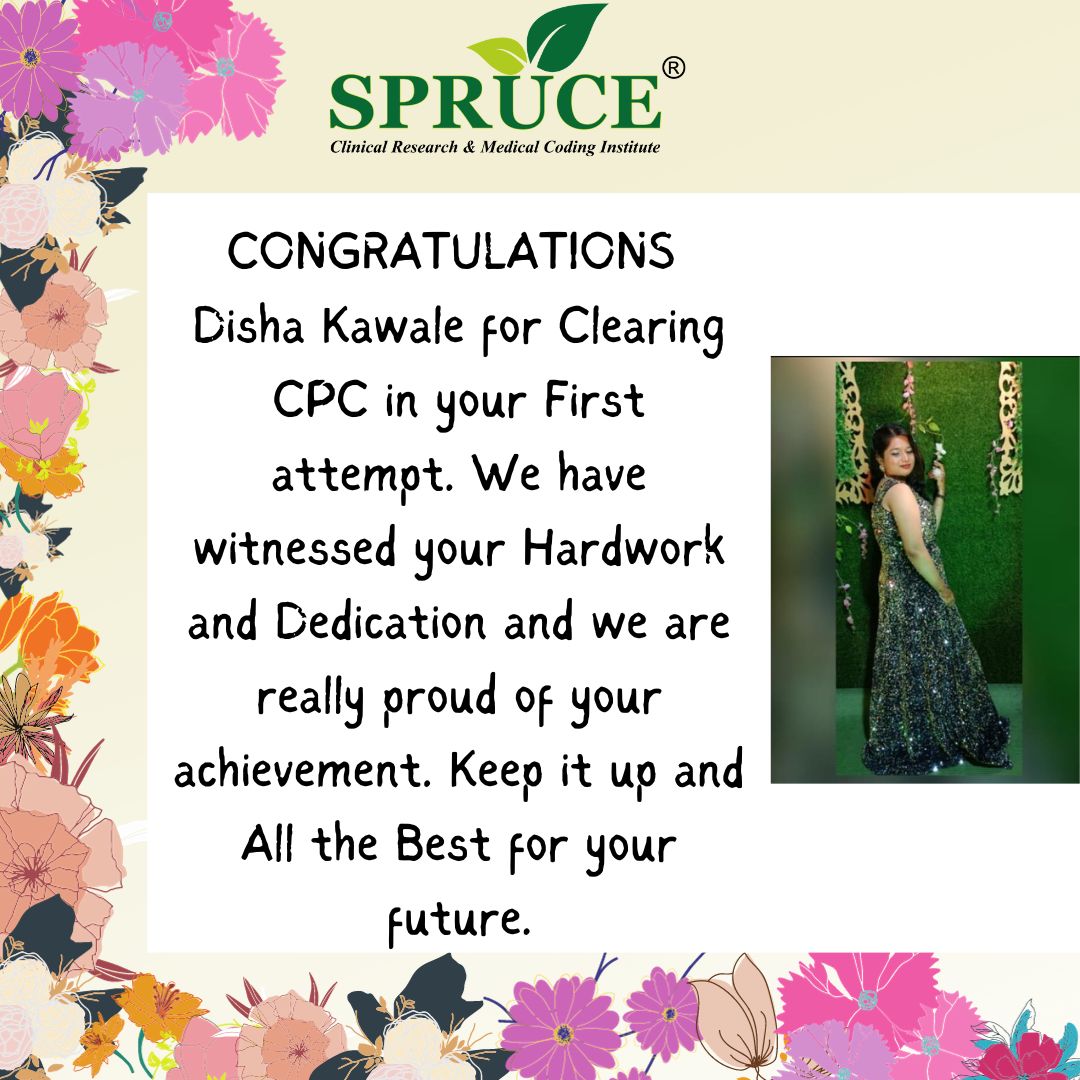 SPRUCE®
Clinical Research & Medical Coding Institute
CONGRATULATIONS
Disha Kawale for Clearing
CPC in your First
attempt. We have
witnessed your Hardwork
and Dedication and we are
really proud of your
achievement. Keep it up and
All the Best for your
future.